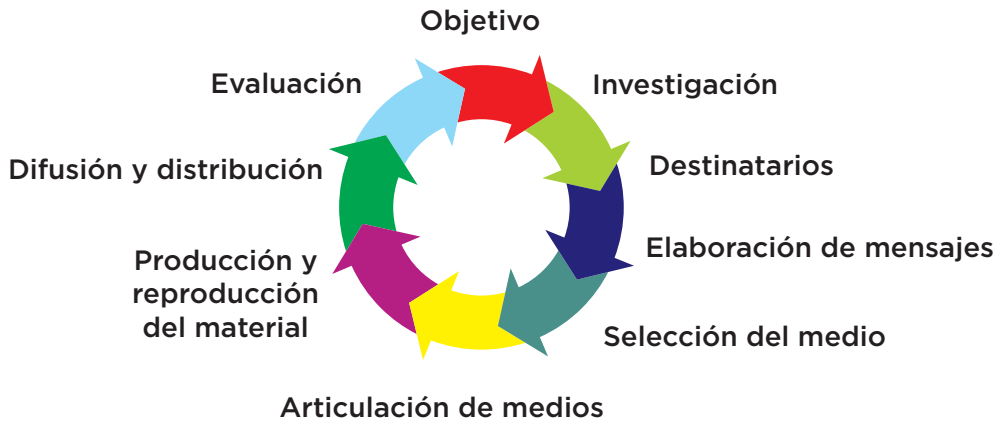 Objetivo
Investigación
Destinatarios
Elaboración de mensajes
Selección del medio
Articulación de medios
Producción y
reproducción
del material
Difusión y distribución
Evaluación